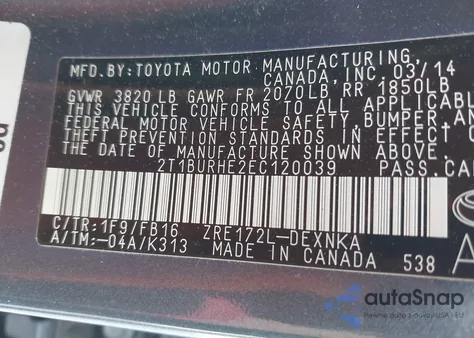 MFD. BY: TOYOTA MOTOR MANUFACTURING,
CANADA, INC. 03/14
GVWR 3820 LB GAWR FR 2070LB RR 1850LB
THIS VEHICLE CONFORMS TO ALL APPLICABLE
FEDERAL MOTOR VEHICLE SAFETY, BUMPER, AN
THEFT PREVENTION STANDARDS IN EFFECT ON
THE DATE OF MANUFACTURE SHOWN ABOVE.
2T1BURHE2EC120039 PASS.CA
C/TR:1F9/FB16 ZRE172L-DEXNKA
A/TM:-04A/K313 MADE IN CANADA 538
A
autoSnap